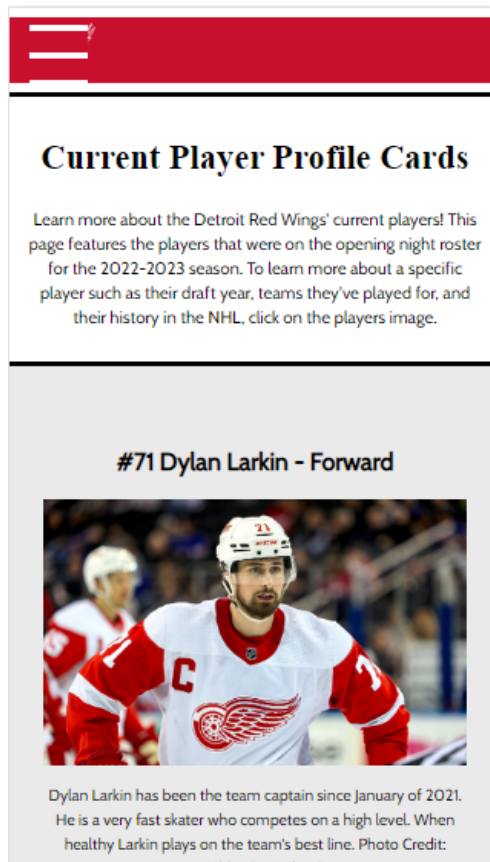 Current Player Profile Cards
Learn more about the Detroit Red Wings' current players! This
page features the players that were on the opening night roster
for the 2022-2023 season. To learn more about a specific
player such as their draft year, teams they've played for, and
their history in the NHL, click on the players image.
#71 Dylan Larkin - Forward
71
CCM
71
C
71
Dylan Larkin has been the team captain since January of 2021.
He is a very fast skater who competes on a high level. When
healthy Larkin plays on the team's best line. Photo Credit: